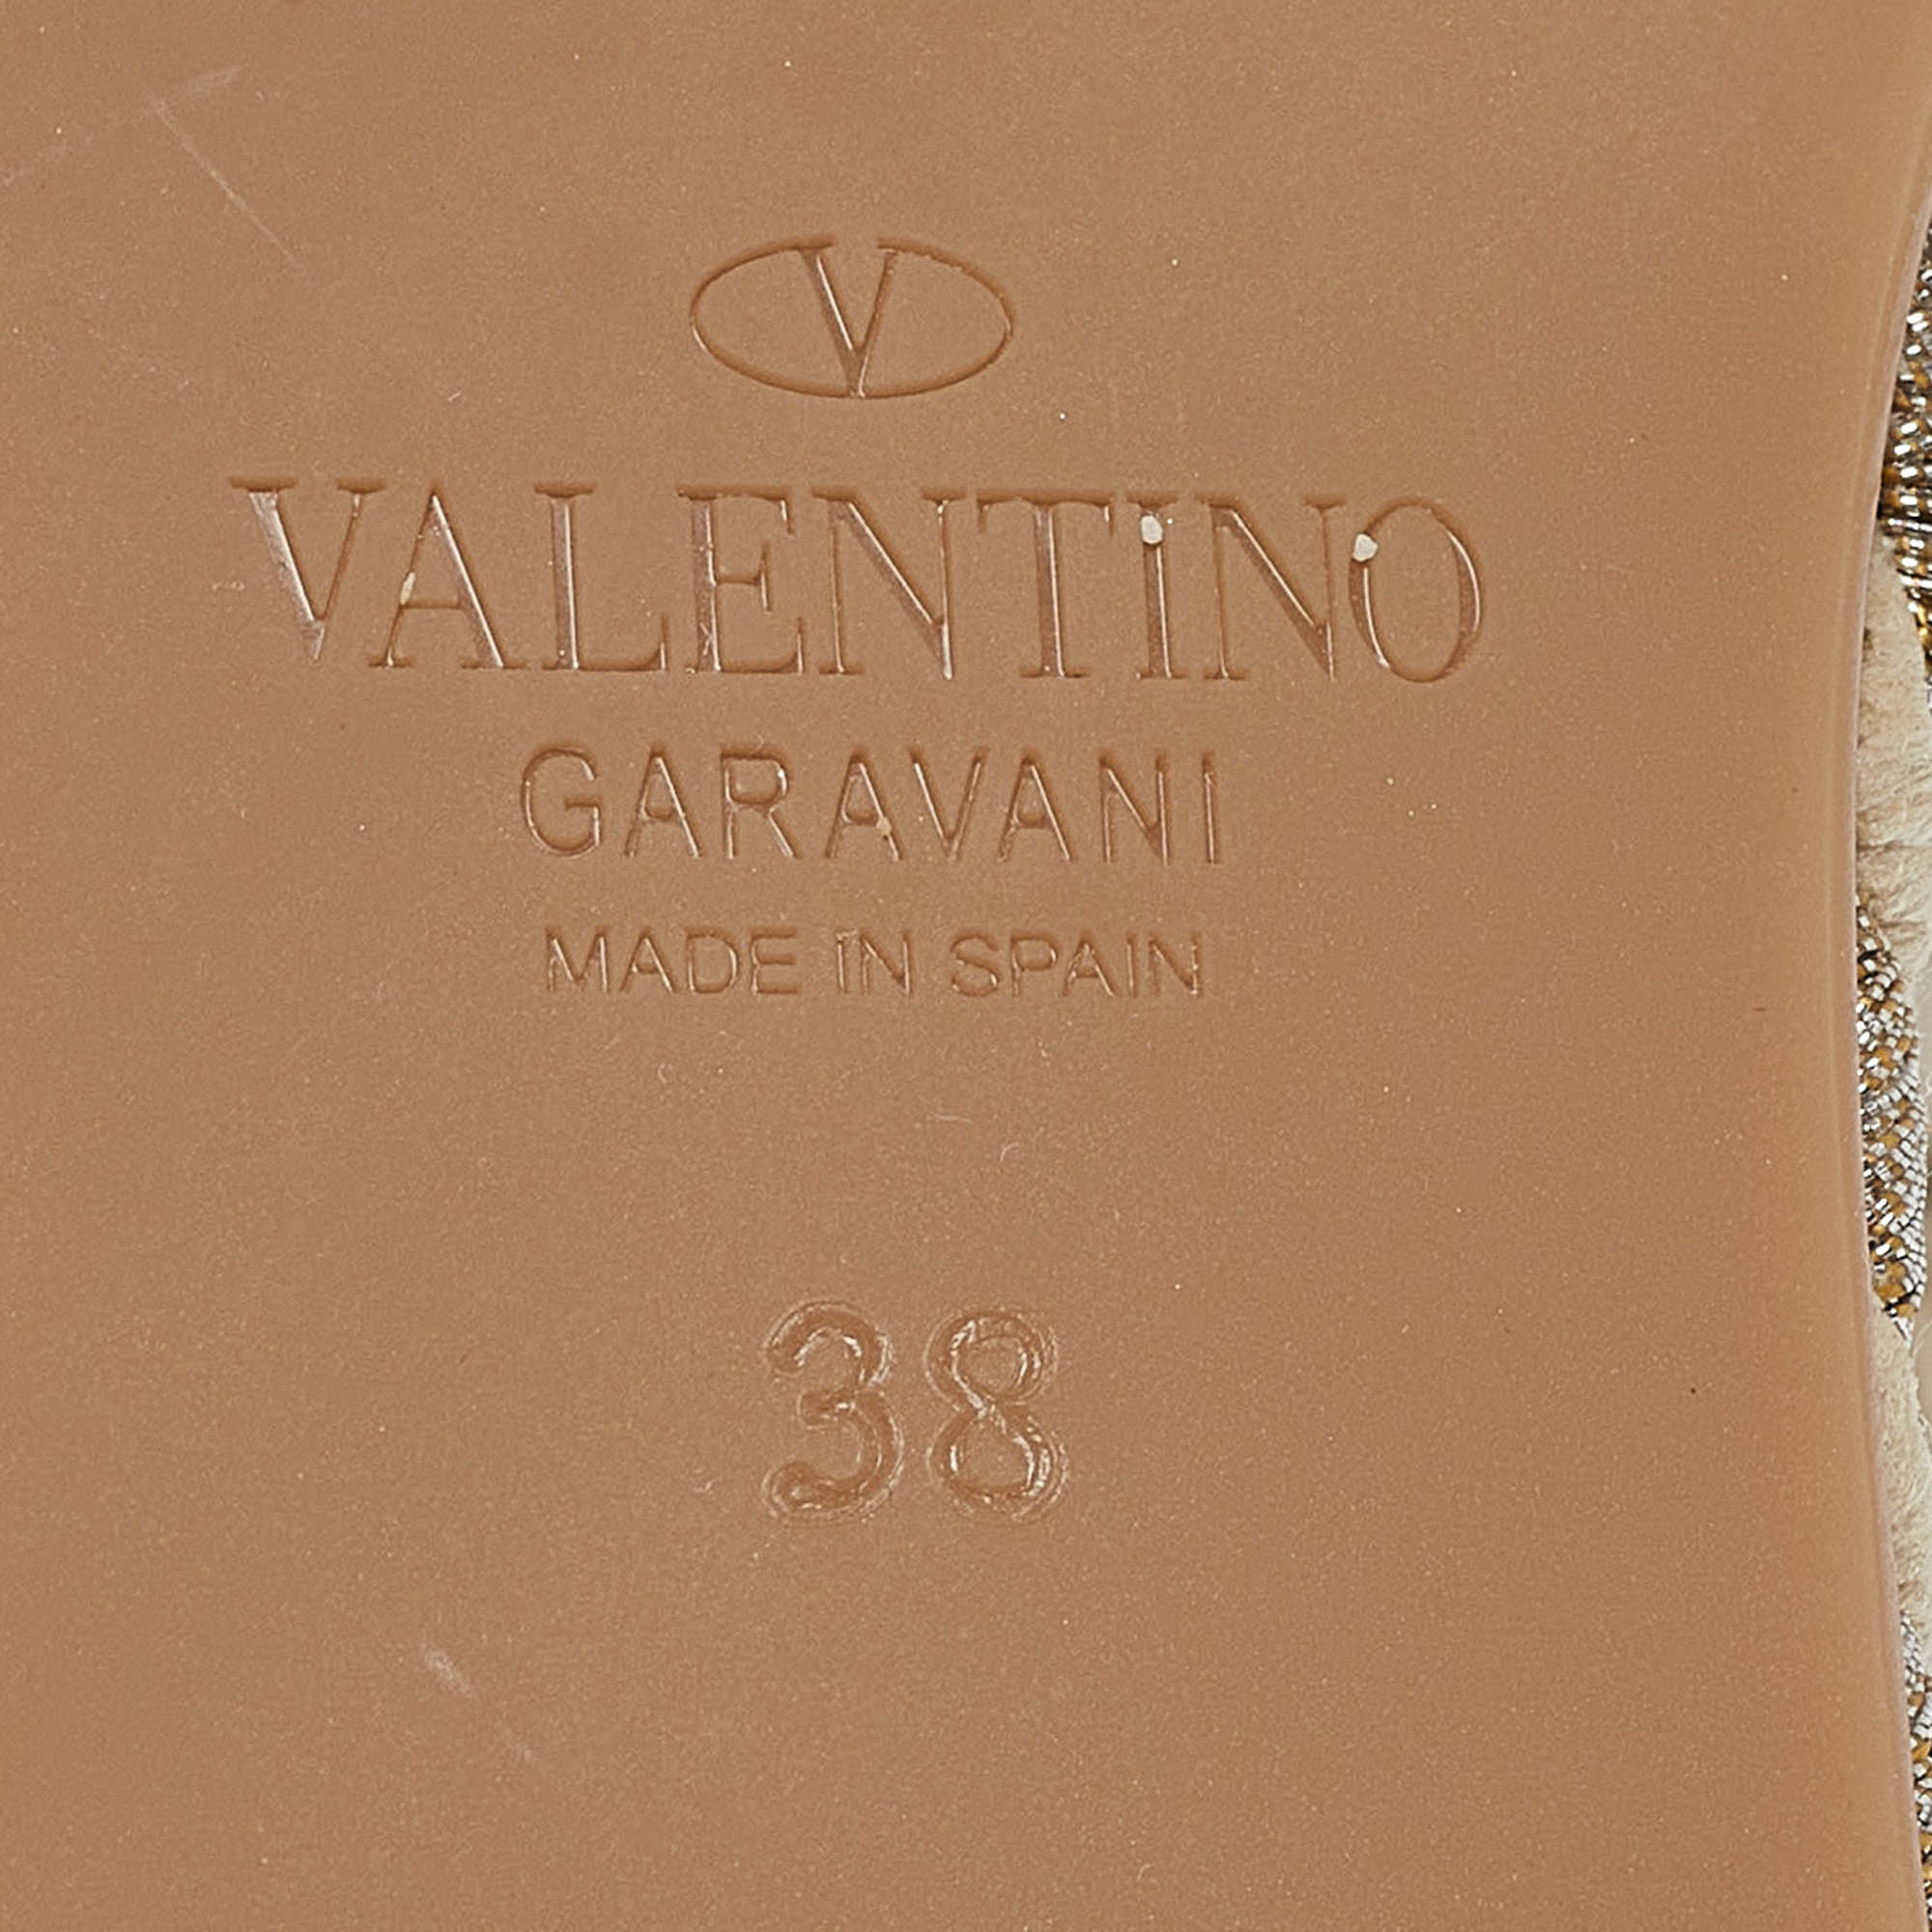 V
VALENTINO
GARAVANI
MADE IN SPAIN
38